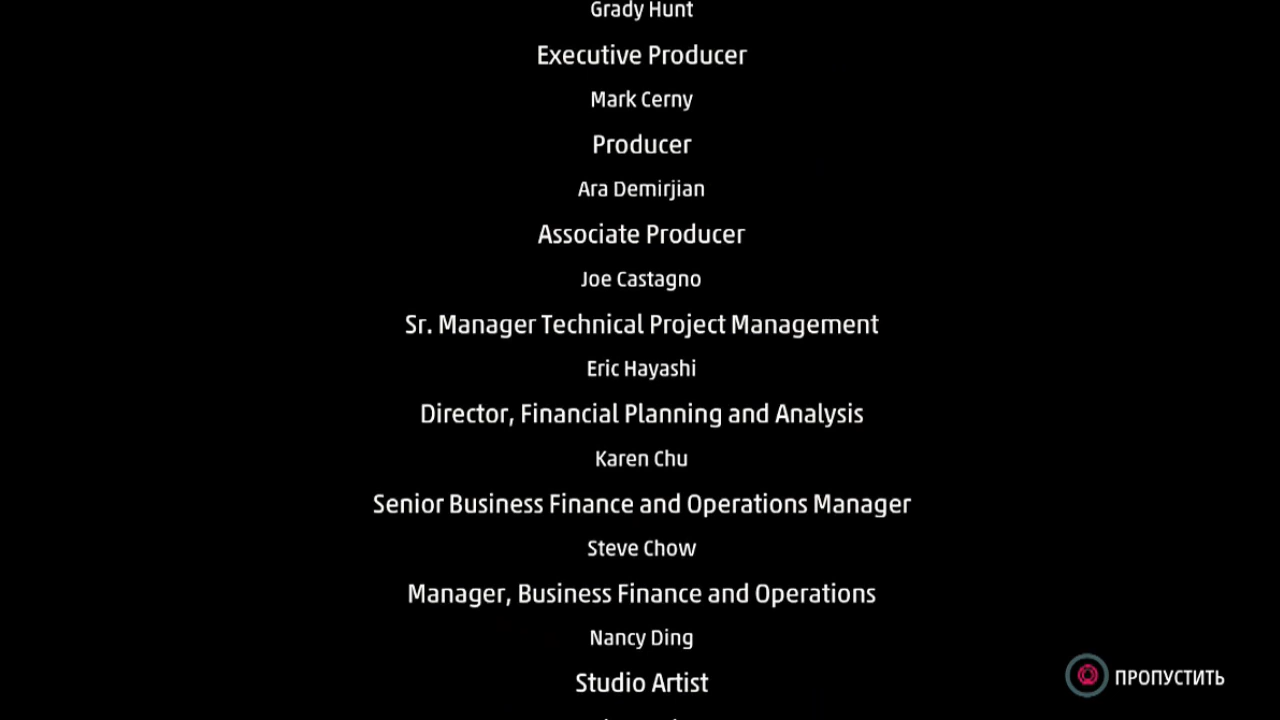 Grady Hunt
Executive Producer
Mark Cerny
Producer
Ara Demirjian
Associate Producer
Joe Castagno
Sr. Manager Technical Project Management
Eric Hayashi
Director, Financial Planning and Analysis
Karen Chu
Senior Business Finance and Operations Manager
Steve Chow
Manager, Business Finance and Operations
Nancy Ding
ПРОПУСТИТЬ
Studio Artist